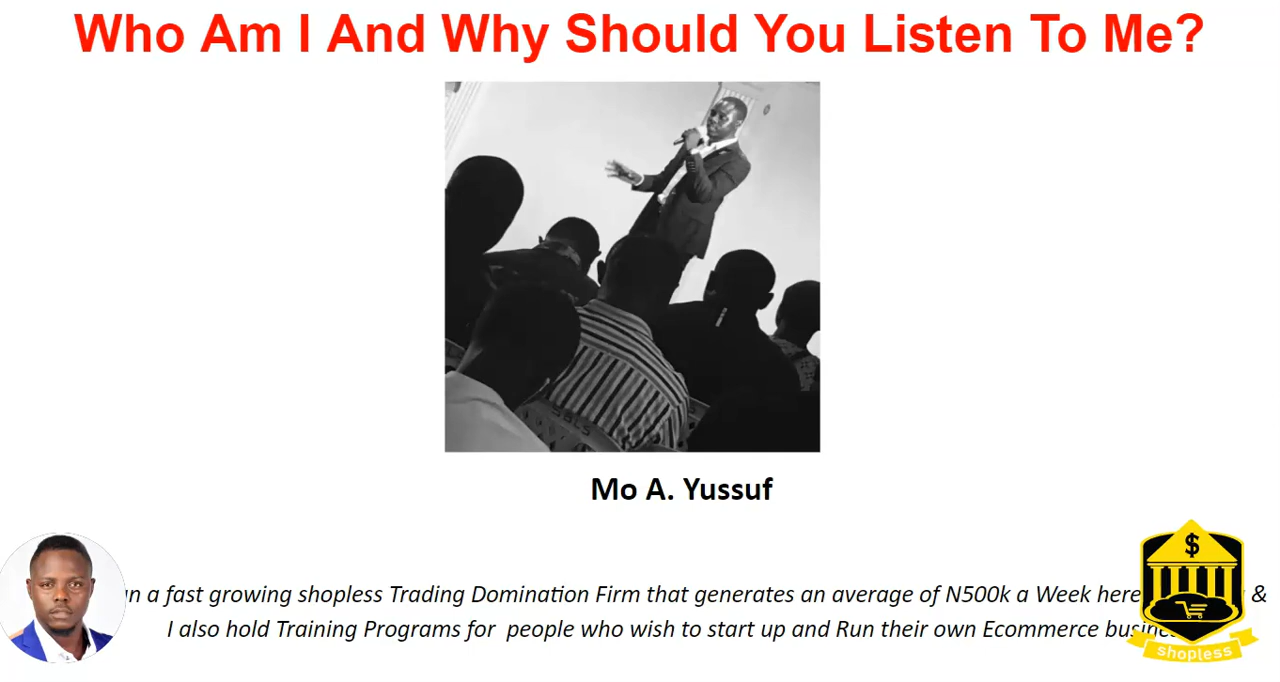 Who Am I And Why Should You Listen To Me?
Mo A. Yussuf
a fast growing shopless Trading Domination Firm that generates an average of N500k a Week here &
I also hold Training Programs for people who wish to start up and Run their own Ecommerce
$
shopless